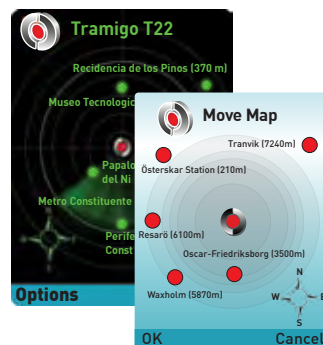 Tramigo T22
Recidencia de los Pinos (370 m)
Museo Tecnologic
Papalo
del Ni
Metro Constituente
Perife
Const
Options
Move Map
Tranvik (7240m)
Österskar Station (210m)
Resarö (6100m)
Oscar-Friedriksborg (3500m)
Waxholm (5870m)
N
W
E
S
OK
Cancel